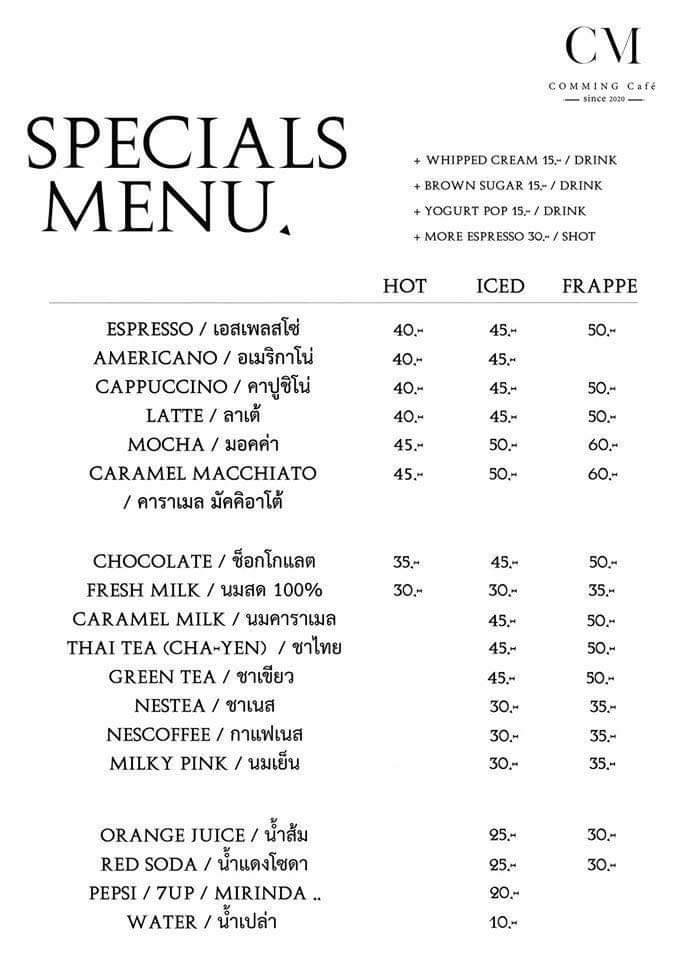 CM
COMMING Café
since 2020
SPECIALS
MENU.
+ WHIPPED CREAM 15.- / DRINK
+ BROWN SUGAR 15.- / DRINK
+ YOGURT POP 15.- / DRINK
+ MORE ESPRESSO 30.- / SHOT
HOT ICED FRAPPE
ESPRESSO / เอสเพลสโซ่ 40.- 45.- 50.-
AMERICANO / อเมริกาโน่ 40.- 45.-
CAPPUCCINO / คาปูชิโน่ 40.- 45.- 50.-
LATTE / ลาเต้ 40.- 45.- 50.-
MOCHA / มอคค่า 45.- 50.- 60.-
CARAMEL MACCHIATO 45.- 50.- 60.-
/ คาราเมล มัคคิอาโต้
CHOCOLATE / ช็อกโกแลต 35.- 45.- 50.-
FRESH MILK / นมสด 100% 30.- 30.- 35.-
CARAMEL MILK / นมคาราเมล 45.- 50.-
THAI TEA (CHA-YEN) / ชาไทย 45.- 50.-
GREEN TEA / ชาเขียว 45.- 50.-
NESTEA / ชาเนส 30.- 35.-
NESCOFFEE / กาแฟเนส 30.- 35.-
MILKY PINK / นมเย็น 30.- 35.-
ORANGE JUICE / น้ำส้ม 25.- 30.-
RED SODA / น้ำแดงโซดา 25.- 30.-
PEPSI / 7UP / MIRINDA .. 20.-
WATER / น้ำเปล่า 10.-